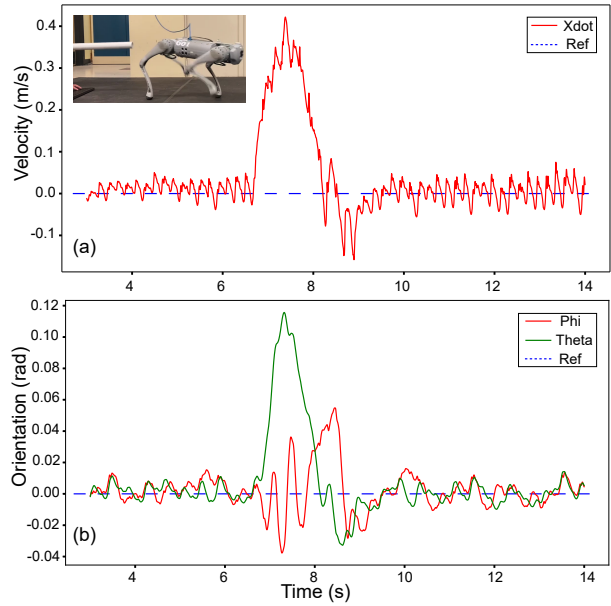 0.4
0.3
0.2
0.1
0.0
-0.1
Velocity (m/s)
Xdot
Ref
(a)
4
6
8
10
12
14
0.12
0.10
0.08
0.06
0.04
0.02
0.00
-0.02
-0.04
Orientation (rad)
Phi
Theta
Ref
(b)
4
6
8
10
12
14
Time (s)